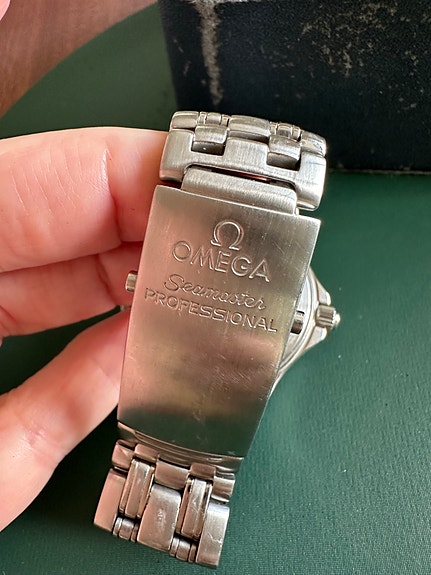 Ω
OMEGA
Seamaster
PROFESSIONAL